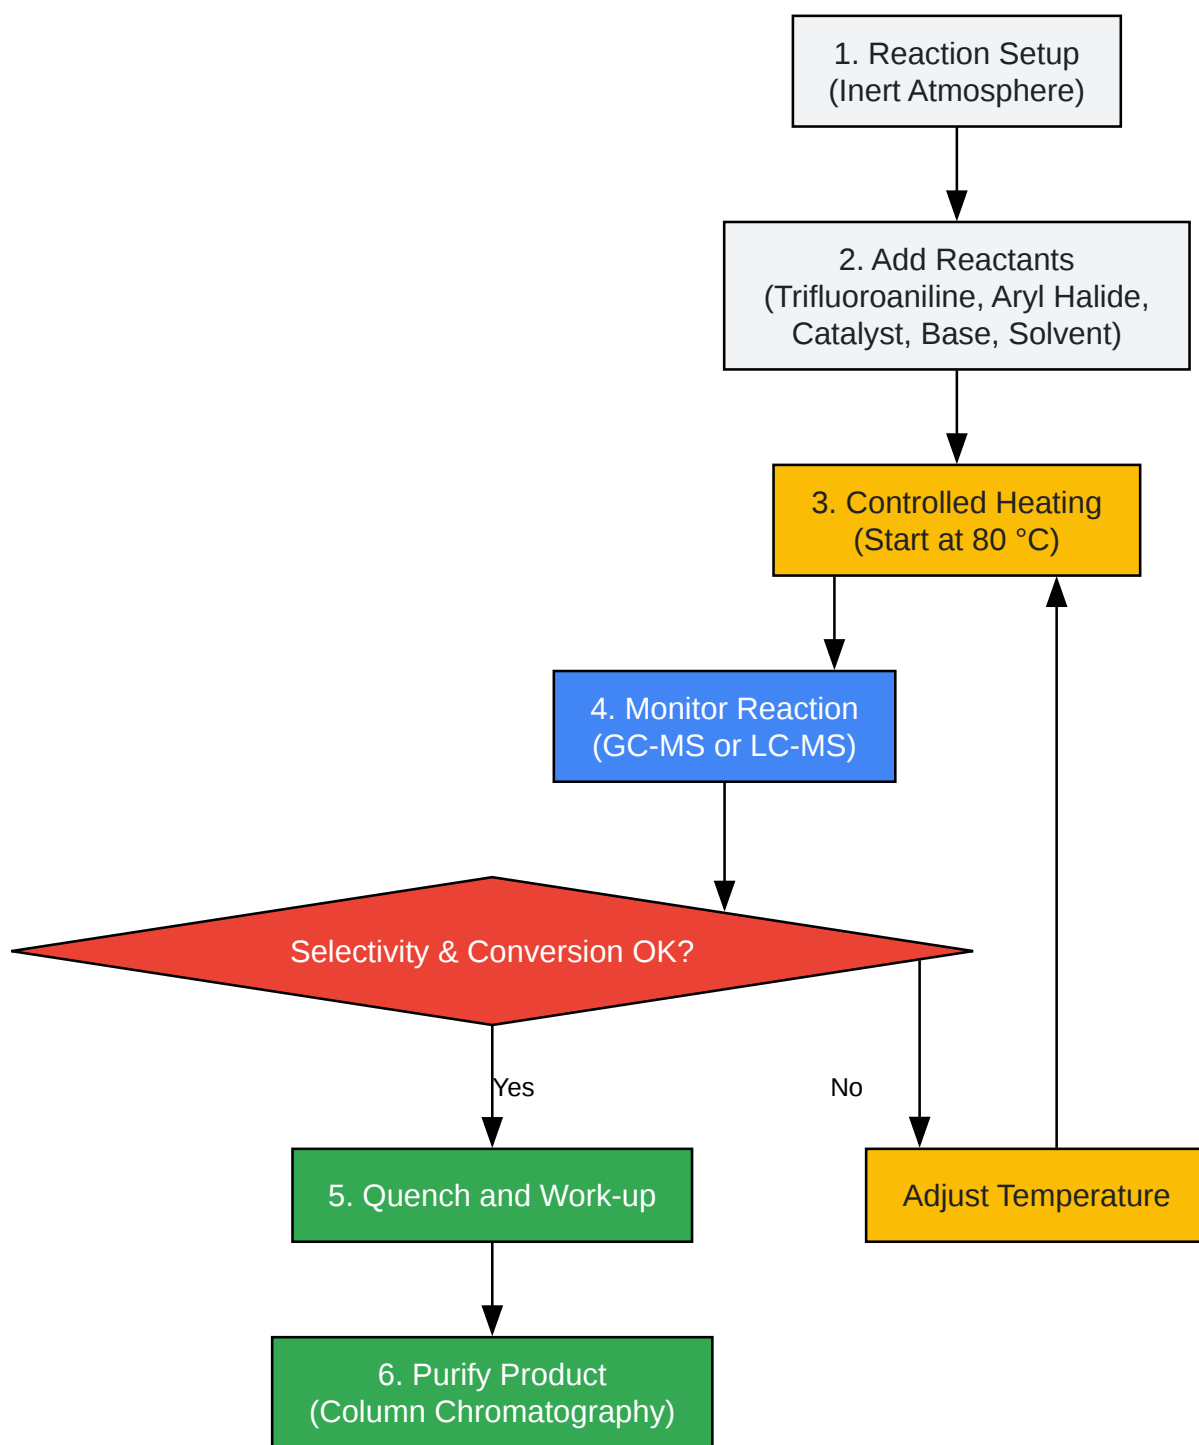 1. Reaction Setup
(Inert Atmosphere)
2. Add Reactants
(Trifluoroaniline, Aryl Halide,
Catalyst, Base, Solvent)
3. Controlled Heating
(Start at 80 °C)
4. Monitor Reaction
(GC-MS or LC-MS)
Selectivity & Conversion OK?
Yes
No
5. Quench and Work-up
Adjust Temperature
6. Purify Product
(Column Chromatography)